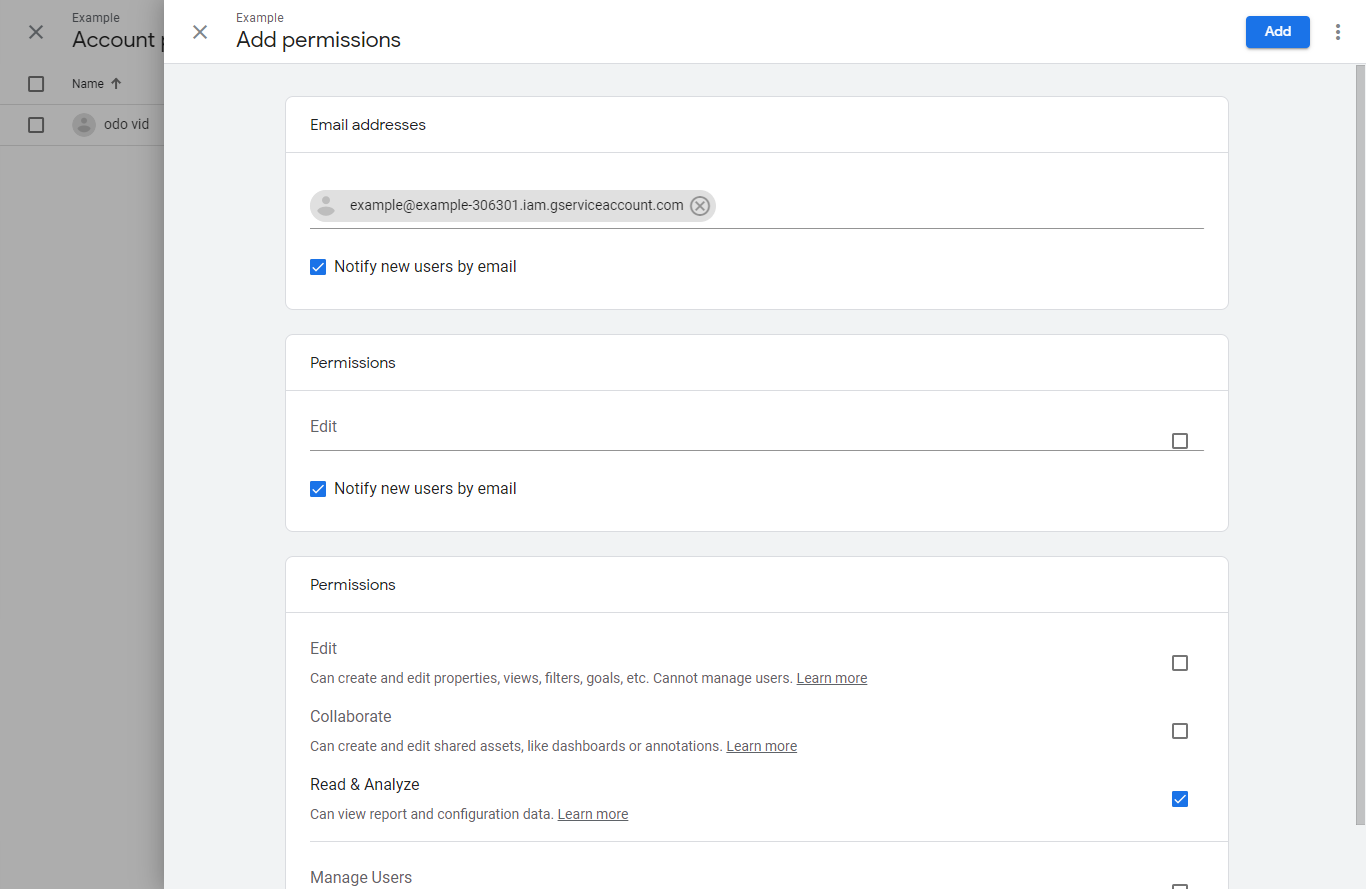 Example
Account p
Name
odo vid
Example
Add permissions
Add
Email addresses
example@example-306301.iam.gserviceaccount.com
Notify new users by email
Permissions
Edit
Notify new users by email
Permissions
Edit
Can create and edit properties, views, filters, goals, etc. Cannot manage users. Learn more
Collaborate
Can create and edit shared assets, like dashboards or annotations. Learn more
Read & Analyze
Can view report and configuration data. Learn more
Manage Users